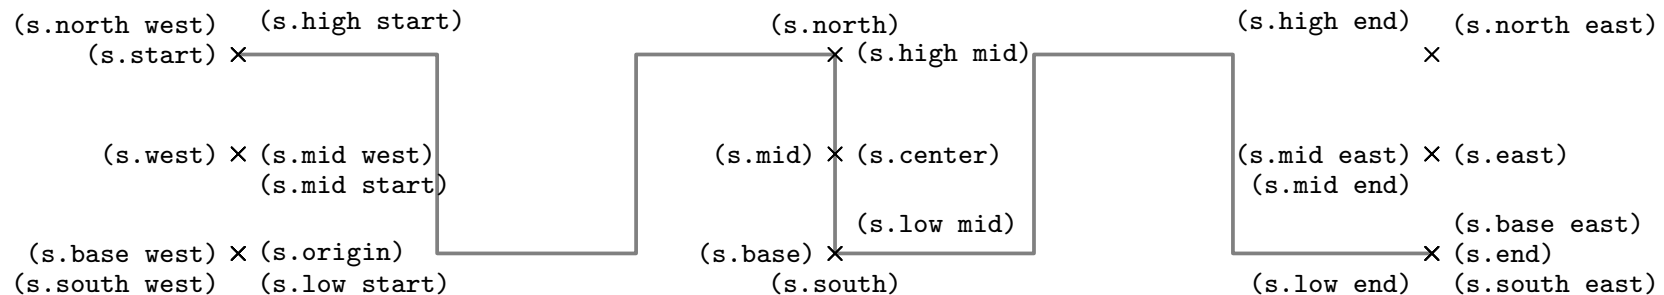 (s.north west) (s.high start) (s.north) (s.high end) (s.north east)
(s.start) (s.high mid)
(s.west) (s.mid west) (s.mid) (s.center) (s.mid east) (s.east)
(s.mid start) (s.mid end)
(s.low mid) (s.base east)
(s.base west) (s.origin) (s.base) (s.end)
(s.south west) (s.low start) (s.south) (s.low end) (s.south east)